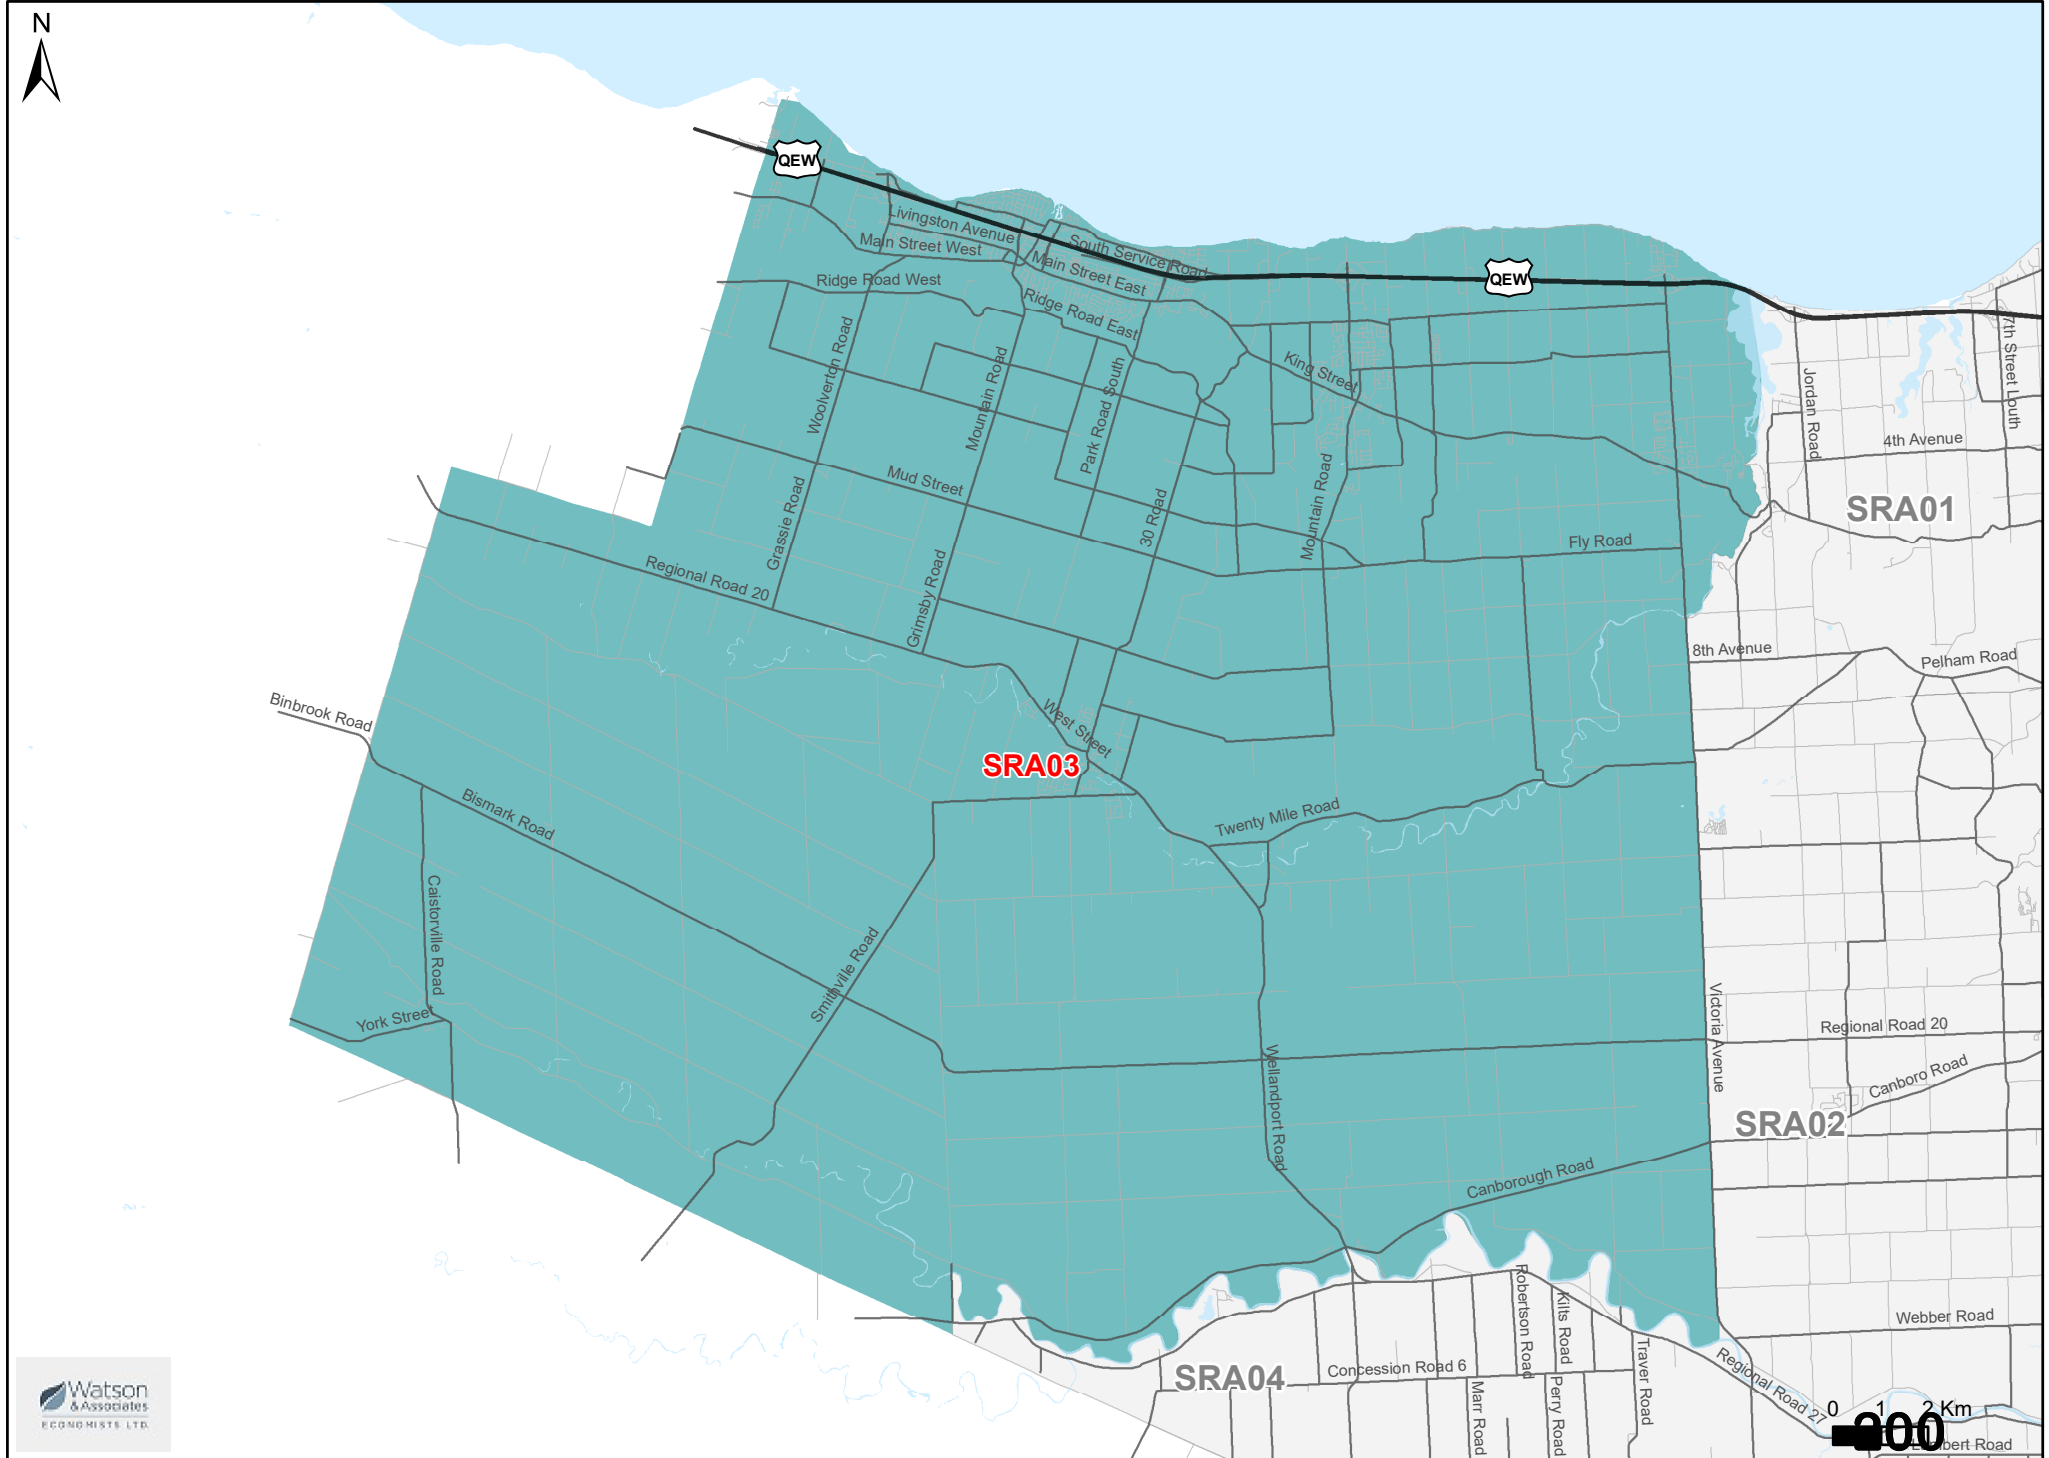 N
QEW
Livingston Avenue
Main Street West
South Service Road
Main Street East
QEW
Ridge Road West
Ridge Road East
7th Street Louth
King Street
Woolverton Road
Mountain Road
Park Road South
Jordan Road
4th Avenue
Mud Street
Mountain Road
SRA01
Grassie Road
30 Road
Fly Road
Regional Road 20
Grimsby Road
8th Avenue
Pelham Road
Binbrook Road
West Street
SRA03
Bismark Road
Twenty Mile Road
Caistorville Road
Smithville Road
York Street
Victoria Avenue
Regional Road 20
Wellandport Road
Canboro Road
SRA02
Canborough Road
Robertson Road
Kilts Road
Webber Road
Traver Road
SRA04
Concession Road 6
Regional Road 27
Marr Road
Perry Road
0 1 2 Km
200
Watson
& Associates
ECONOMISTS LTD.